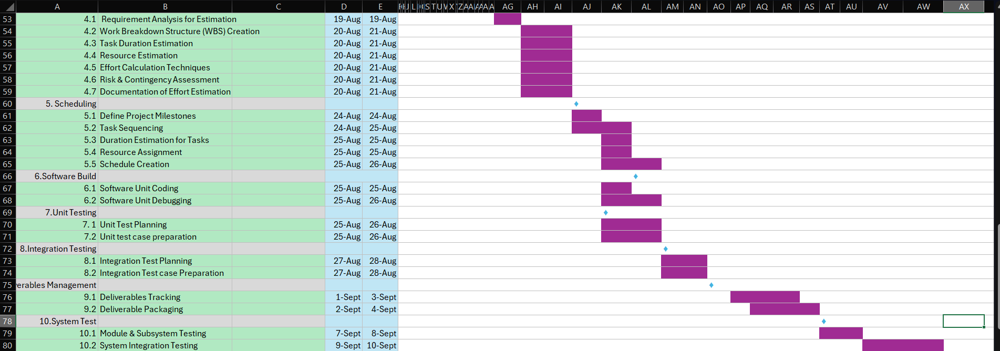 A B C D E S T U X Z AG AH AI AJ AK AL AM AN AO AP AQ AR AS AT AU AV AW AX
53 4.1 Requirement Analysis for Estimation 19-Aug 19-Aug
54 4.2 Work Breakdown Structure (WBS) Creation 20-Aug 21-Aug
55 4.3 Task Duration Estimation 20-Aug 21-Aug
56 4.4 Resource Estimation 20-Aug 21-Aug
57 4.5 Effort Calculation Techniques 20-Aug 21-Aug
58 4.6 Risk & Contingency Assessment 20-Aug 21-Aug
59 4.7 Documentation of Effort Estimation 20-Aug 21-Aug
60 5. Scheduling
61 5.1 Define Project Milestones 24-Aug 24-Aug
62 5.2 Task Sequencing 24-Aug 25-Aug
63 5.3 Duration Estimation for Tasks 25-Aug 25-Aug
64 5.4 Resource Assignment 25-Aug 25-Aug
65 5.5 Schedule Creation 25-Aug 26-Aug
66 6.Software Build
67 6.1 Software Unit Coding 25-Aug 25-Aug
68 6.2 Software Unit Debugging 25-Aug 26-Aug
69 7.Unit Testing
70 7. 1 Unit Test Planning 25-Aug 26-Aug
71 7.2 Unit test case preparation 25-Aug 26-Aug
72 8.Integration Testing
73 8.1 Integration Test Planning 27-Aug 28-Aug
74 8.2 Integration Test case Preparation 27-Aug 28-Aug
75 erables Management
76 9.1 Deliverables Tracking 1-Sept 3-Sept
77 9.2 Deliverable Packaging 2-Sept 4-Sept
78 10.System Test
79 10.1 Module & Subsystem Testing 7-Sept 8-Sept
80 10.2 System Integration Testing 9-Sept 10-Sept